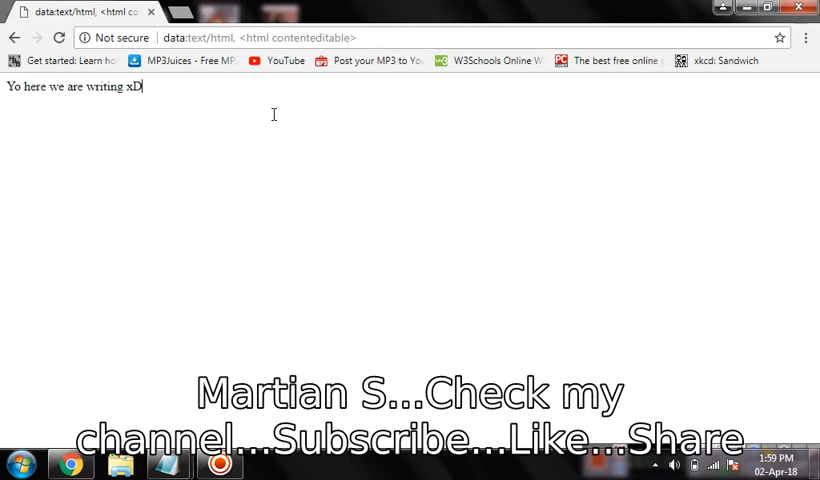 data:text/html, <html co
Not secure
data:text/html, <html contenteditable>
Get started: Learn ho
MP3Juices - Free MP
YouTube
Post your MP3 to Yo
W3Schools Online W
The best free online
xkcd: Sandwich
Yo here we are writing xD
Martian S...Check my
channel...Subscribe...Like...Share
1:59 PM
02-Apr-18